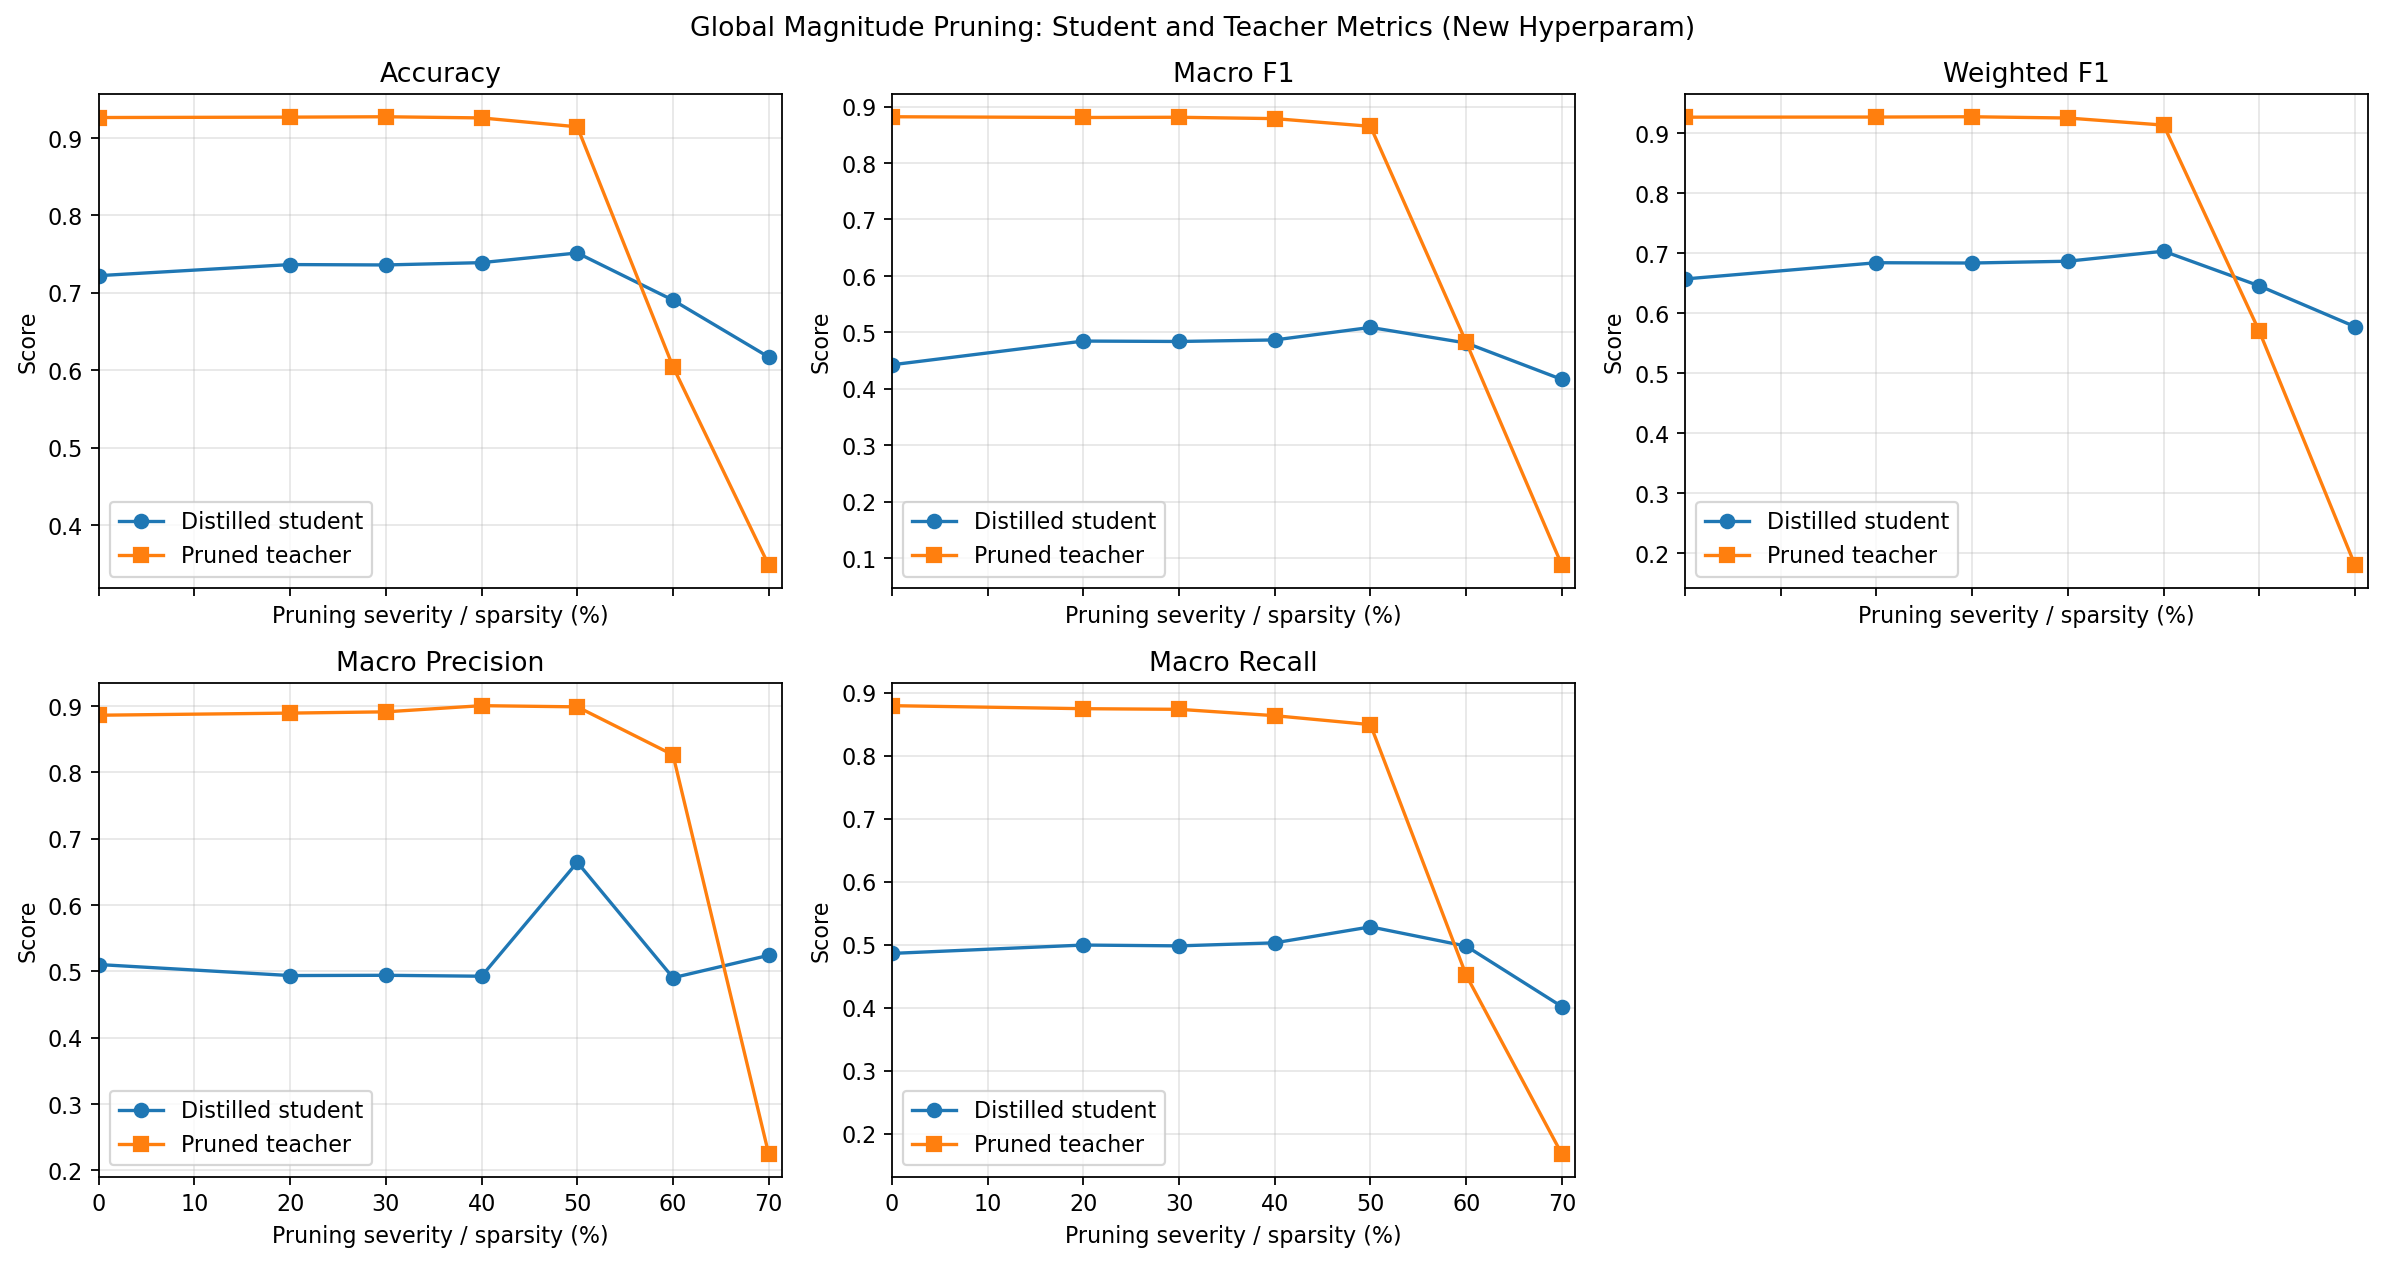 Global Magnitude Pruning: Student and Teacher Metrics (New Hyperparam)
Accuracy
Score
0.9
0.8
0.7
0.6
0.5
0.4
Distilled student
Pruned teacher
Pruning severity / sparsity (%)
Macro F1
Score
0.9
0.8
0.7
0.6
0.5
0.4
0.3
0.2
0.1
Distilled student
Pruned teacher
Pruning severity / sparsity (%)
Weighted F1
Score
0.9
0.8
0.7
0.6
0.5
0.4
0.3
0.2
Distilled student
Pruned teacher
Pruning severity / sparsity (%)
Macro Precision
Score
0.9
0.8
0.7
0.6
0.5
0.4
0.3
0.2
Distilled student
Pruned teacher
0 10 20 30 40 50 60 70
Pruning severity / sparsity (%)
Macro Recall
Score
0.9
0.8
0.7
0.6
0.5
0.4
0.3
0.2
Distilled student
Pruned teacher
0 10 20 30 40 50 60 70
Pruning severity / sparsity (%)